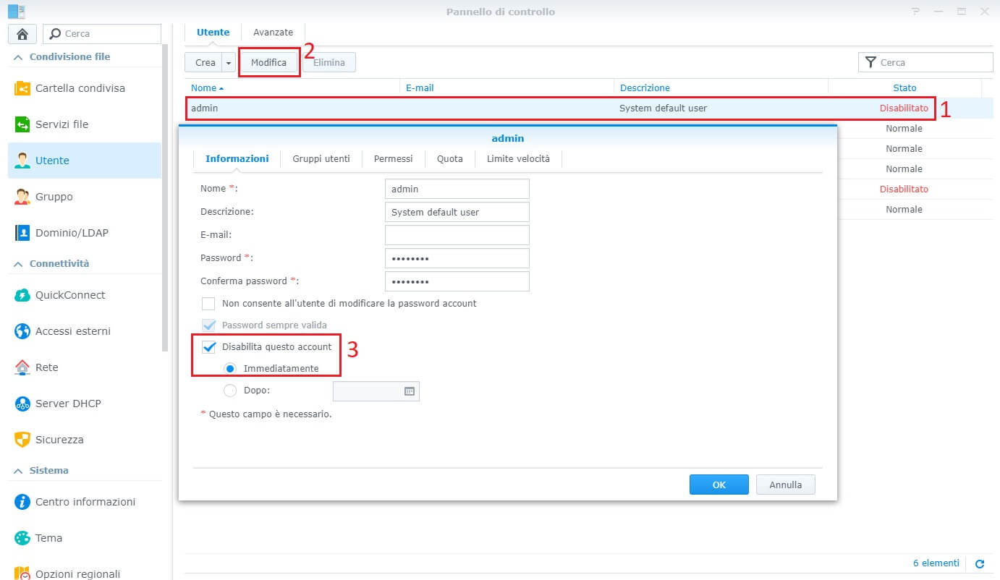 Pannello di controllo
Cerca
Condivisione file
Cartella condivisa
Servizi file
Utente
Gruppo
Dominio/LDAP
Connettività
QuickConnect
Accessi esterni
Rete
Server DHCP
Sicurezza
Sistema
Centro informazioni
Tema
Opzioni regionali
Utente Avanzate
Crea Modifica 2 Elimina Cerca
Nome E-mail Descrizione Stato
admin System default user Disabilitato 1
Normale
Normale
Normale
Disabilitato
Normale
admin
Informazioni Gruppi utenti Permessi Quota Limite velocità
Nome *: admin
Descrizione: System default user
E-mail:
Password *: ••••••••
Conferma password *: ••••••••
Non consente all'utente di modificare la password account
Password sempre valida
Disabilita questo account 3
Immediatamente
Dopo:
* Questo campo è necessario.
OK Annulla
6 elementi